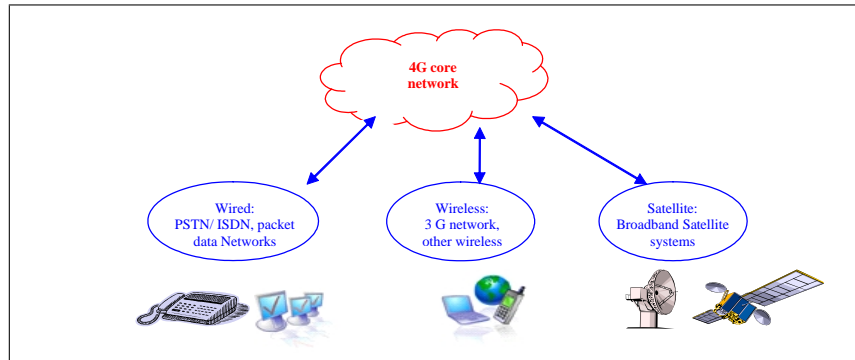 4G core
network
Wired:
PSTN/ ISDN, packet
data Networks
Wireless:
3 G network,
other wireless
Satellite:
Broadband Satellite
systems